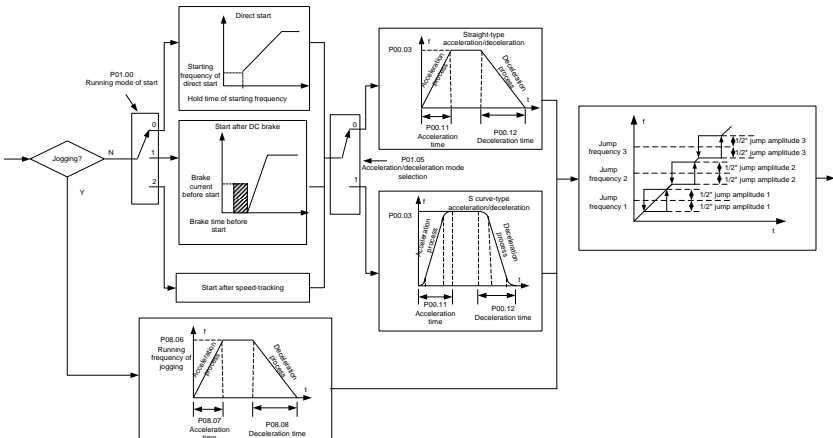 P01.00
Running mode of start
Jogging?
N
Y
0
1
2
Direct start
Starting
frequency of
direct start
Hold time of starting frequency
Start after DC brake
Brake
current
before start
Brake time before
start
Start after speed-tracking
0
1
P01.05
Acceleration/deceleration mode
selection
Straight-type
acceleration/deceleration
P00.03
f
Acceleration
process
Deceleration
process
t
P00.11
Acceleration
time
P00.12
Deceleration time
S curve-type
acceleration/deceleration
P00.03
f
Acceleration
process
Deceleration
process
t
P00.11
Acceleration
time
P00.12
Deceleration time
P08.06
Running
frequency of
jogging
f
Acceleration
process
Deceleration
process
t
P08.07
Acceleration
time
P08.08
Deceleration time
f
Jump
frequency 3
Jump
frequency 2
Jump
frequency 1
1/2* jump amplitude 3
1/2* jump amplitude 3
1/2* jump amplitude 2
1/2* jump amplitude 2
1/2* jump amplitude 1
1/2* jump amplitude 1
t